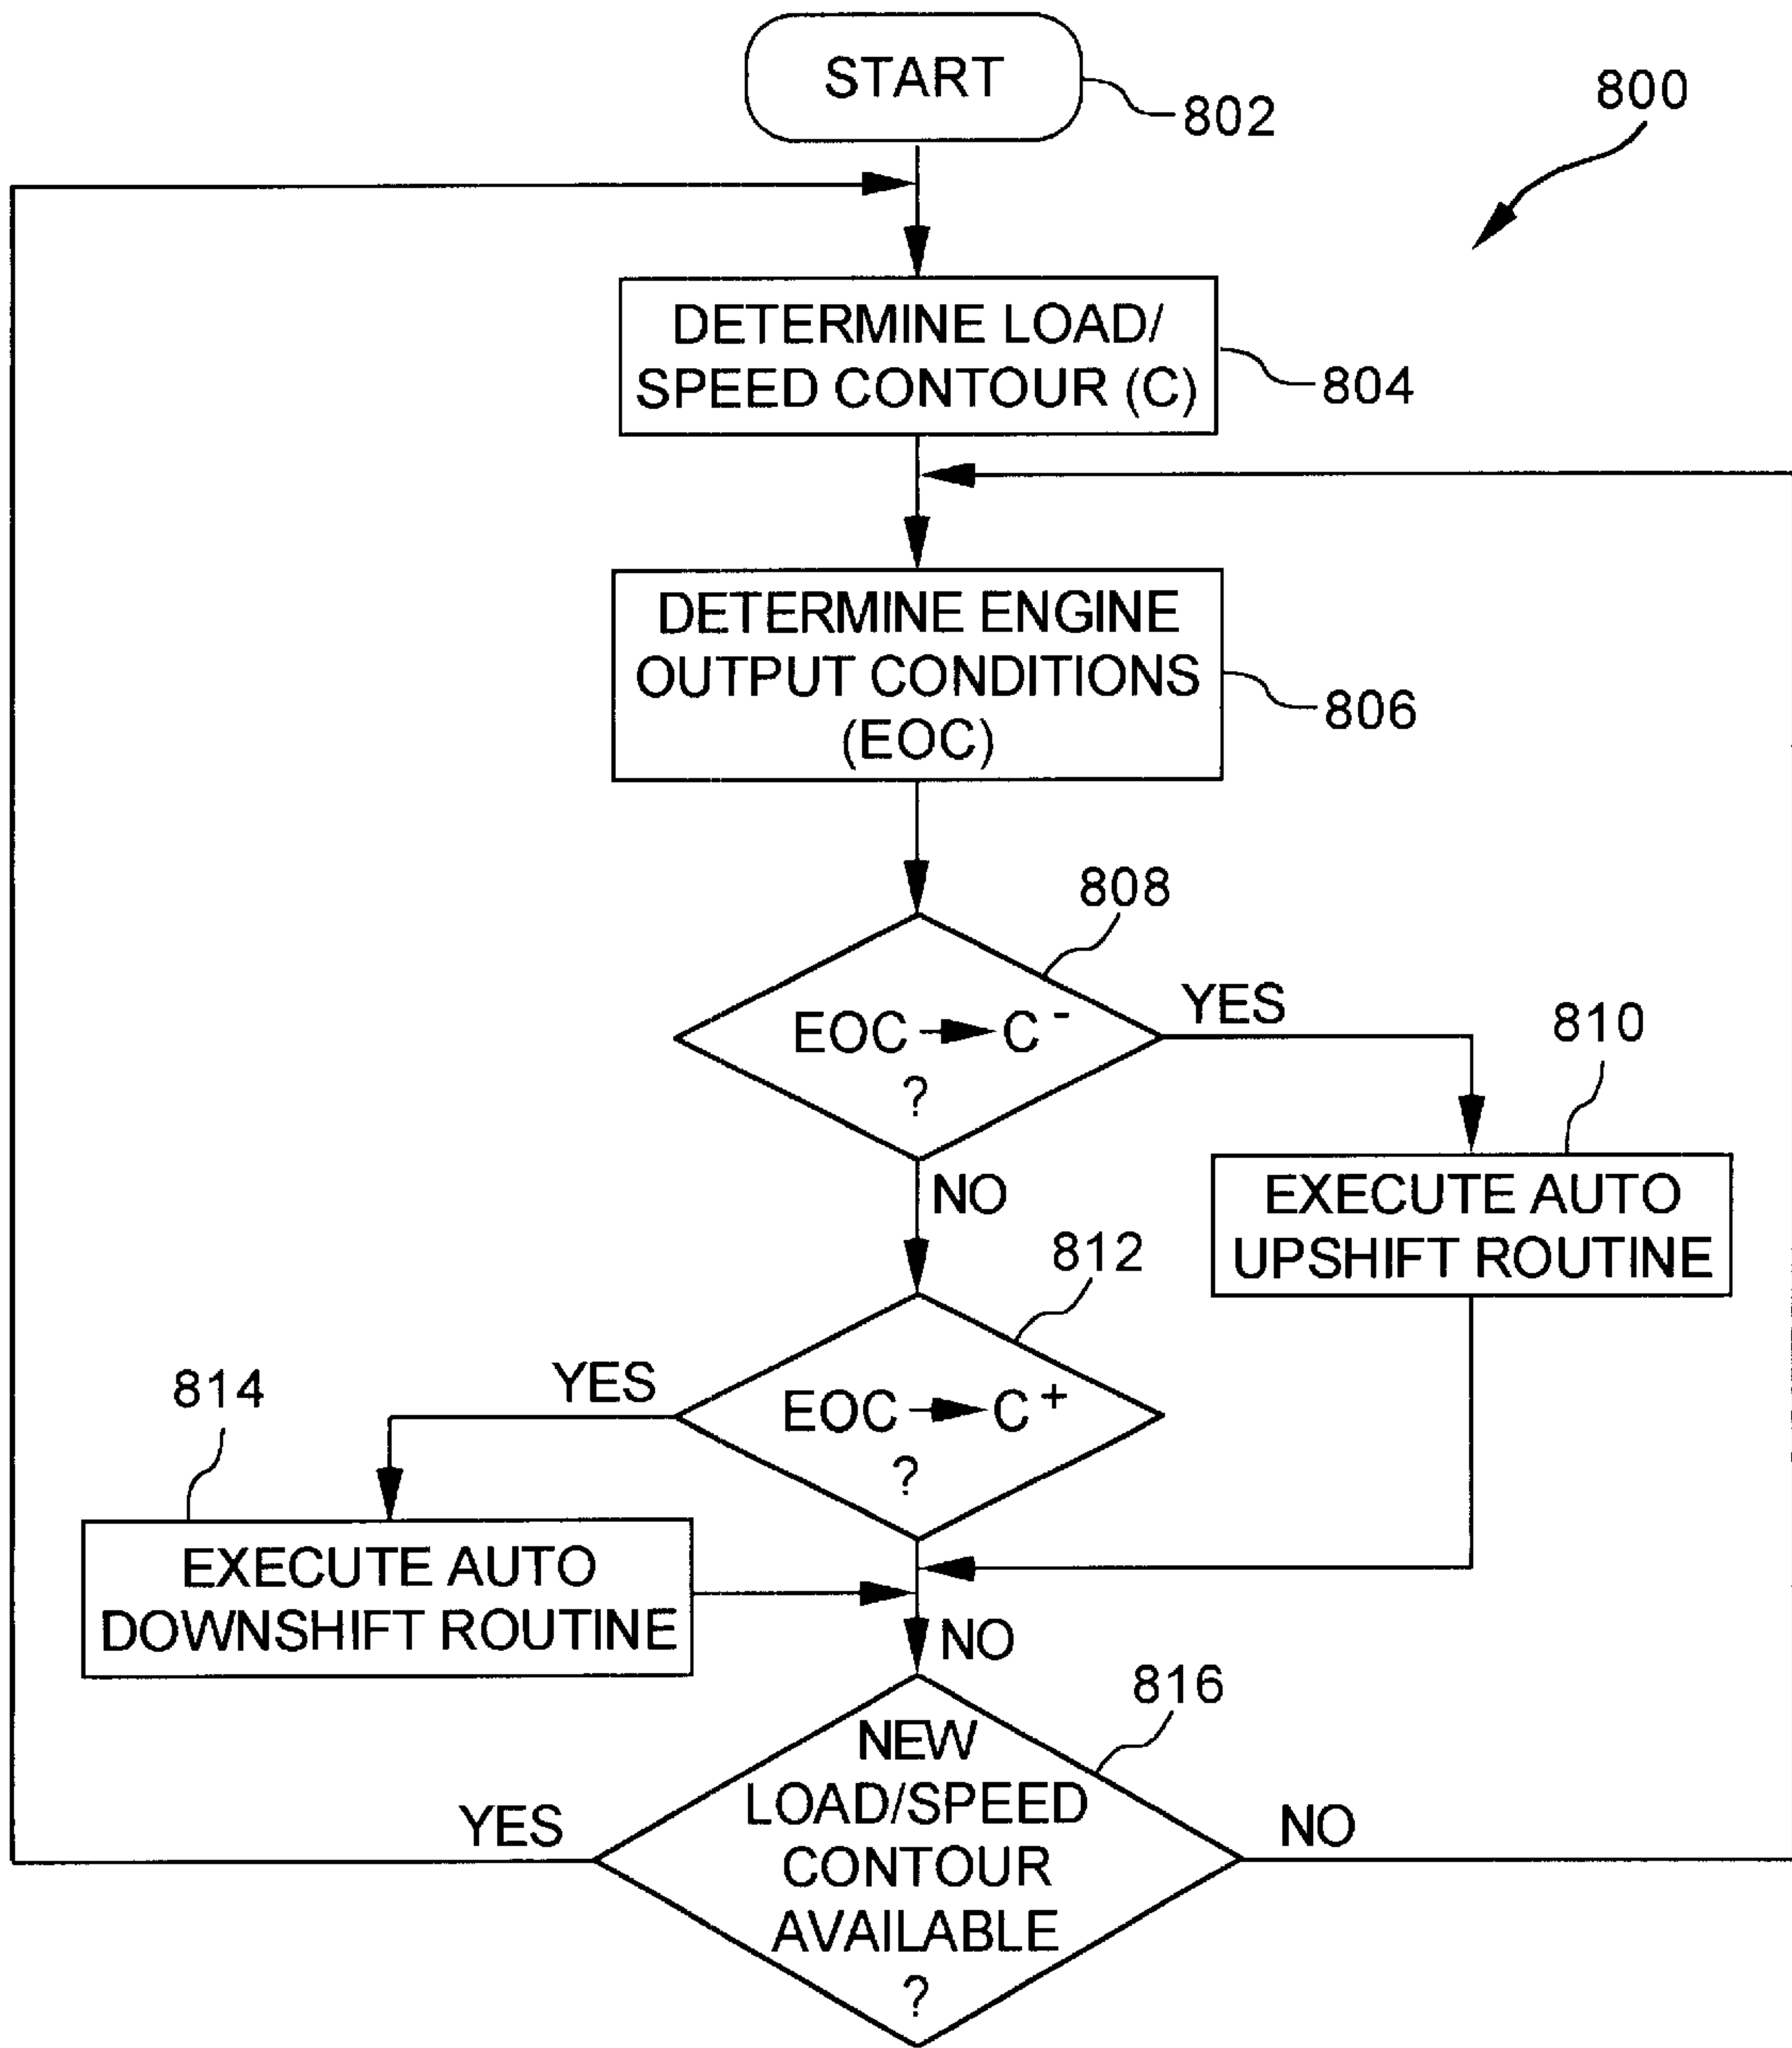 START
802
800
DETERMINE LOAD/
SPEED CONTOUR (C)
804
DETERMINE ENGINE
OUTPUT CONDITIONS
(EOC)
806
808
EOC → C⁻
?
YES
810
EXECUTE AUTO
UPSHIFT ROUTINE
NO
812
EOC → C⁺
?
YES
814
EXECUTE AUTO
DOWNSHIFT ROUTINE
NO
816
NEW
LOAD/SPEED
CONTOUR
AVAILABLE
?
YES
NO